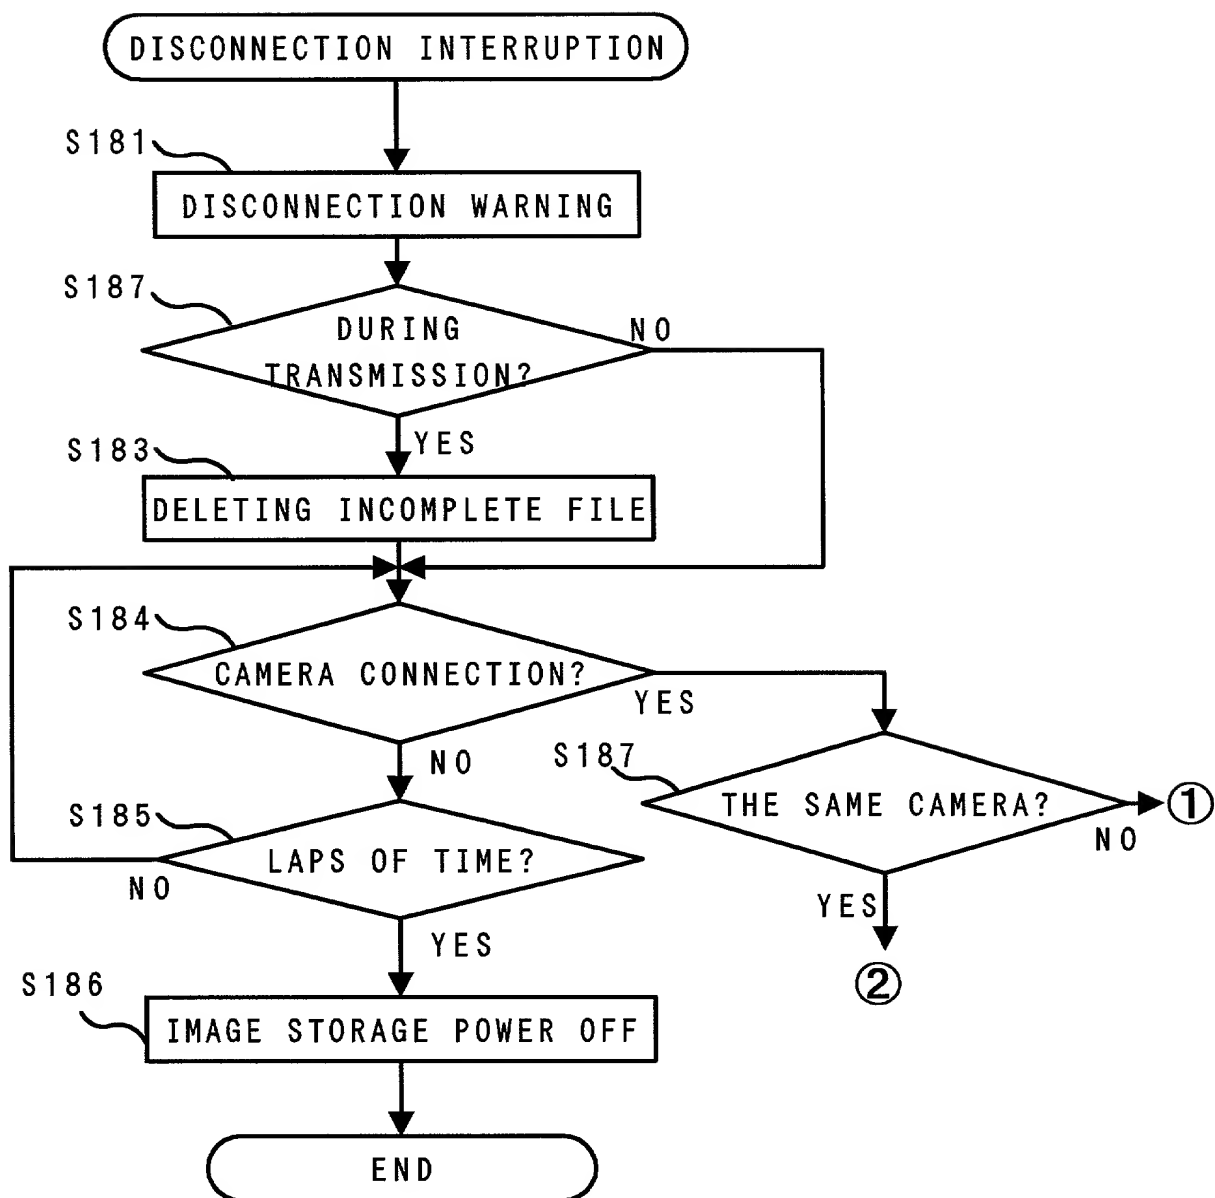 DISCONNECTION INTERRUPTION
S181
DISCONNECTION WARNING
S187
DURING
TRANSMISSION?
NO
YES
S183
DELETING INCOMPLETE FILE
S184
CAMERA CONNECTION?
YES
NO
S187
THE SAME CAMERA?
①
NO
YES
②
S185
LAPS OF TIME?
NO
YES
S186
IMAGE STORAGE POWER OFF
END